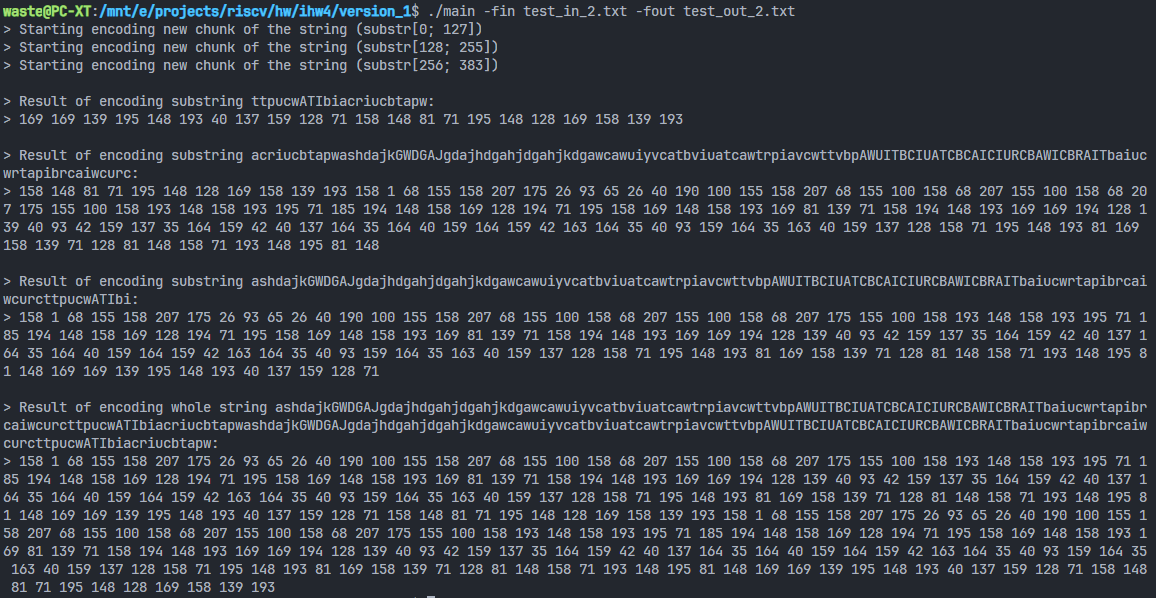 waste@PC-XT:/mnt/e/projects/riscv/hw/ihw4/version_1$ ./main -fin test_in_2.txt -fout test_out_2.txt
> Starting encoding new chunk of the string (substr[0; 127])
> Starting encoding new chunk of the string (substr[128; 255])
> Starting encoding new chunk of the string (substr[256; 383])
> Result of encoding substring ttpucwATIbiacriucbtapw:
> 169 169 139 195 148 193 40 137 159 128 71 158 148 81 71 195 148 128 169 158 139 193
> Result of encoding substring acriucbtapwashdajkGWDGAJgdajhdgahjdgahjkdgawcawuiyvcatbviuatcawtrpiavcwttvbpAWUITBCIUATCBCAICIURCBAWICBRAITbaiuc
wrtapibrcaiwcurc:
> 158 148 81 71 195 148 128 169 158 139 193 158 1 68 155 158 207 175 26 93 65 26 40 190 100 155 158 207 68 155 100 158 68 207 155 100 158 68 20
7 175 155 100 158 193 148 158 193 195 71 185 194 148 158 169 128 194 71 195 158 169 148 158 193 169 81 139 71 158 194 148 193 169 169 194 128 1
39 40 93 42 159 137 35 164 159 42 40 137 164 35 164 40 159 164 159 42 163 164 35 40 93 159 164 35 163 40 159 137 128 158 71 195 148 193 81 169
158 139 71 128 81 148 158 71 193 148 195 81 148
> Result of encoding substring ashdajkGWDGAJgdajhdgahjdgahjkdgawcawuiyvcatbviuatcawtrpiavcwttvbpAWUITBCIUATCBCAICIURCBAWICBRAITbaiucwrtapibrcai
wcurcttpucwATIbi:
> 158 1 68 155 158 207 175 26 93 65 26 40 190 100 155 158 207 68 155 100 158 68 207 155 100 158 68 207 175 155 100 158 193 148 158 193 195 71 1
85 194 148 158 169 128 194 71 195 158 169 148 158 193 169 81 139 71 158 194 148 193 169 169 194 128 139 40 93 42 159 137 35 164 159 42 40 137 1
64 35 164 40 159 164 159 42 163 164 35 40 93 159 164 35 163 40 159 137 128 158 71 195 148 193 81 169 158 139 71 128 81 148 158 71 193 148 195 8
1 148 169 169 139 195 148 193 40 137 159 128 71
> Result of encoding whole string ashdajkGWDGAJgdajhdgahjdgahjkdgawcawuiyvcatbviuatcawtrpiavcwttvbpAWUITBCIUATCBCAICIURCBAWICBRAITbaiucwrtapibr
caiwcurcttpucwATIbiacriucbtapwashdajkGWDGAJgdajhdgahjdgahjkdgawcawuiyvcatbviuatcawtrpiavcwttvbpAWUITBCIUATCBCAICIURCBAWICBRAITbaiucwrtapibrcaiw
curcttpucwATIbiacriucbtapw:
> 158 1 68 155 158 207 175 26 93 65 26 40 190 100 155 158 207 68 155 100 158 68 207 155 100 158 68 207 175 155 100 158 193 148 158 193 195 71 1
85 194 148 158 169 128 194 71 195 158 169 148 158 193 169 81 139 71 158 194 148 193 169 169 194 128 139 40 93 42 159 137 35 164 159 42 40 137 1
64 35 164 40 159 164 159 42 163 164 35 40 93 159 164 35 163 40 159 137 128 158 71 195 148 193 81 169 158 139 71 128 81 148 158 71 193 148 195 8
1 148 169 169 139 195 148 193 40 137 159 128 71 158 148 81 71 195 148 128 169 158 139 193 158 1 68 155 158 207 175 26 93 65 26 40 190 100 155 1
58 207 68 155 100 158 68 207 155 100 158 68 207 175 155 100 158 193 148 158 193 195 71 185 194 148 158 169 128 194 71 195 158 169 148 158 193 1
69 81 139 71 158 194 148 193 169 169 194 128 139 40 93 42 159 137 35 164 159 42 40 137 164 35 164 40 159 164 159 42 163 164 35 40 93 159 164 35
163 40 159 137 128 158 71 195 148 193 81 169 158 139 71 128 81 148 158 71 193 148 195 81 148 169 169 139 195 148 193 40 137 159 128 71 158 148
81 71 195 148 128 169 158 139 193